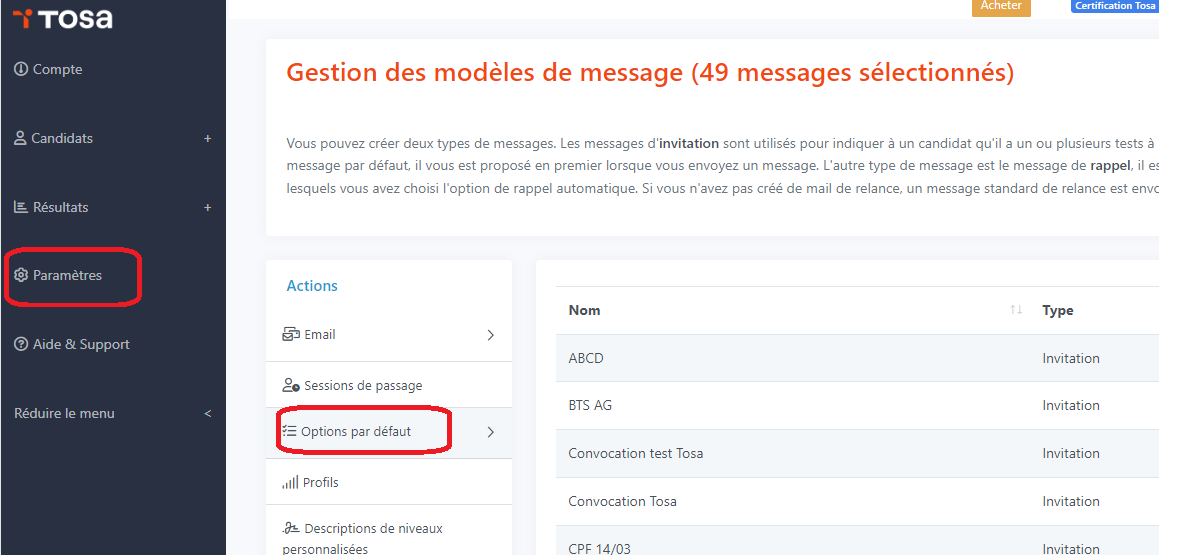 TOSA
Acheter
Certification Tosa
Compte
Candidats +
Résultats +
Paramètres
Aide & Support
Réduire le menu <
Gestion des modèles de message (49 messages sélectionnés)
Vous pouvez créer deux types de messages. Les messages d'invitation sont utilisés pour indiquer à un candidat qu'il a un ou plusieurs tests à
message par défaut, il vous est proposé en premier lorsque vous envoyez un message. L'autre type de message est le message de rappel, il es
lesquels vous avez choisi l'option de rappel automatique. Si vous n'avez pas créé de mail de relance, un message standard de relance est envo
Actions
Email
Sessions de passage
Options par défaut
Profils
Descriptions de niveaux
personnalisées
Nom Type
ABCD Invitation
BTS AG Invitation
Convocation test Tosa Invitation
Convocation Tosa Invitation
CPF 14/03 Invitation